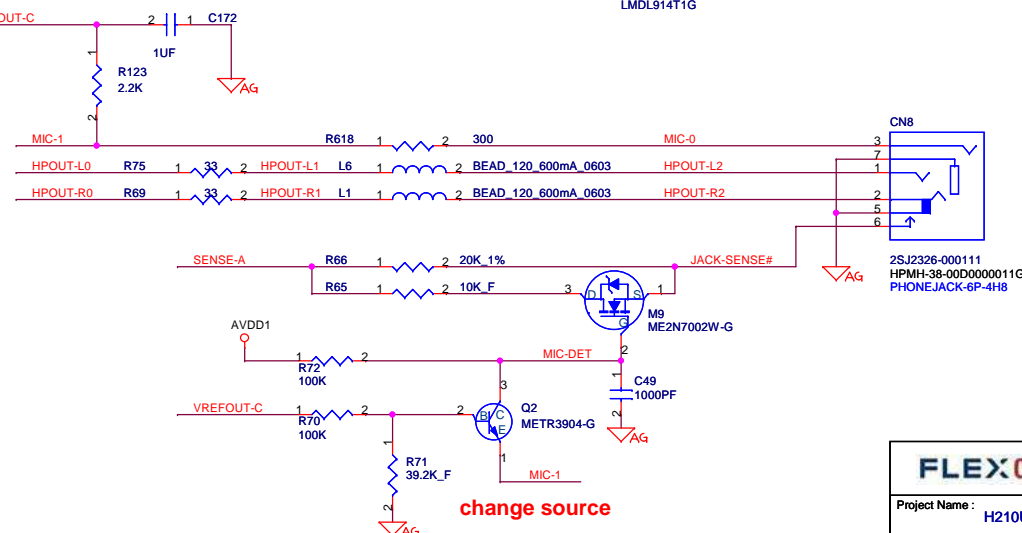 LMDL914T1G
OUT-C
2 1 C172
1UF
AG
1
R123
2.2K
2
CN8
MIC-1 R618 1 2 300 MIC-0 3
7
HPOUT-L0 R75 1 33 2 HPOUT-L1 L6 1 2 BEAD_120_600mA_0603 HPOUT-L2 1
HPOUT-R0 R69 1 33 2 HPOUT-R1 L1 1 2 BEAD_120_600mA_0603 HPOUT-R2 2
5
6
SENSE-A R66 1 2 20K_1% JACK-SENSE#
AG
2SJ2326-000111
HPMH-38-00D0000011G
PHONEJACK-6P-4H8
R65 1 2 10K_F 3 D S 1
G
M9
ME2N7002W-G
AVDD1
2
1 2 MIC-DET
R72
100K
1
C49
1000PF
2
AG
3
VREFOUT-C 1 2 2 B C E
R70
100K
Q2
METR3904-G
1
R71
39.2K_F
2
AG
1
MIC-1
change source
FLEX
Project Name :
H210